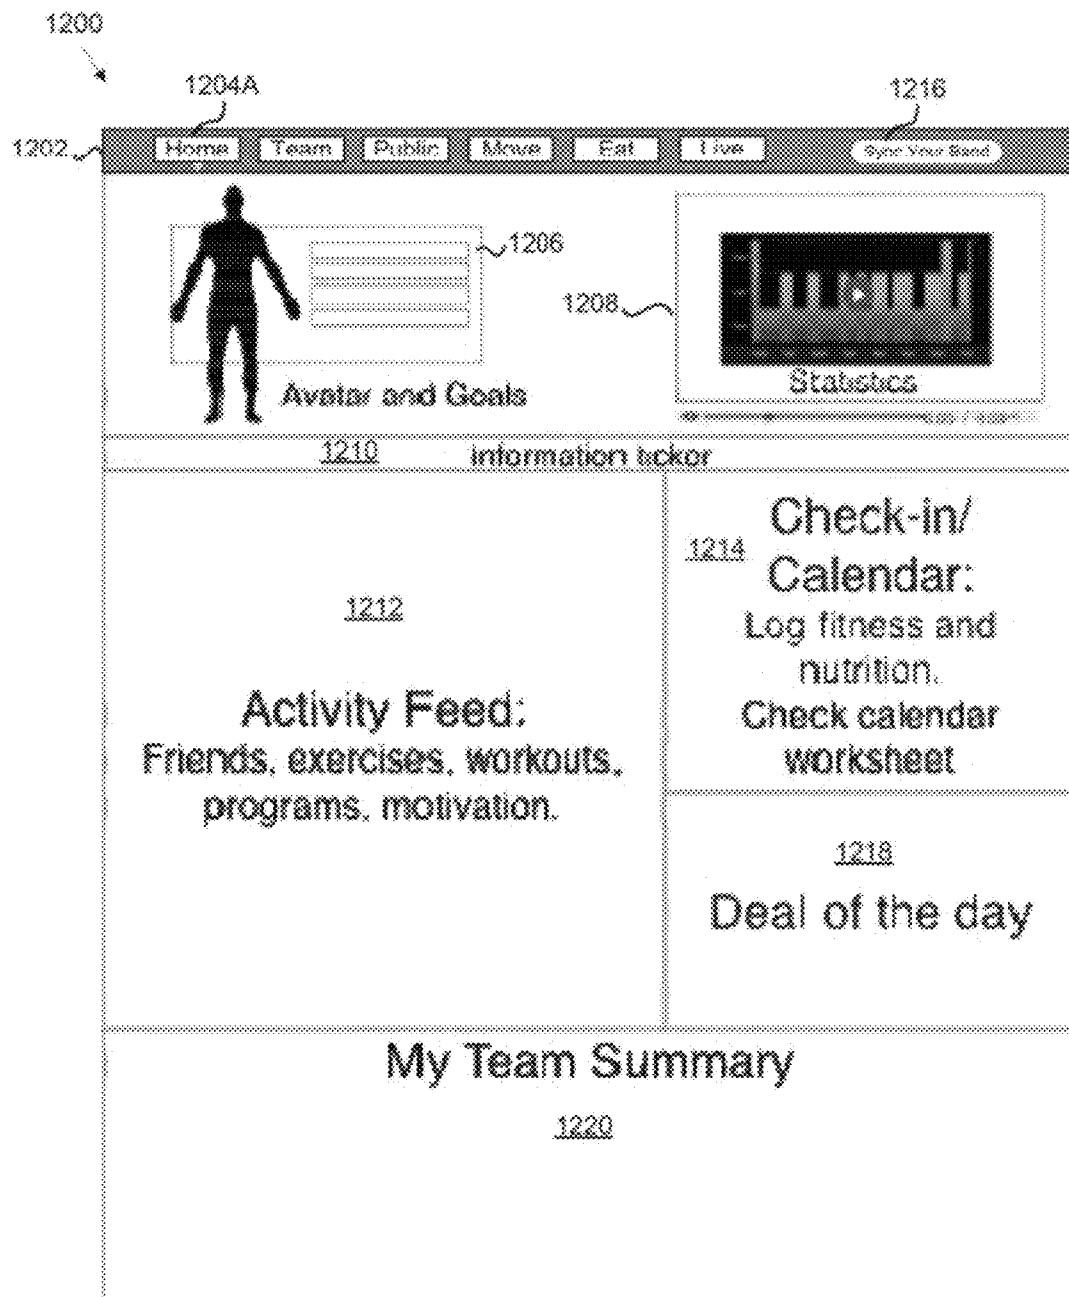 1200
1204A
1216
1202
Home Team Public Move Eat Live Sync Your Band
1206
1208
Statistics
Avatar and Goals
1210 information tickor
Check-in/
1214
Calendar:
1212
Log fitness and
nutrition.
Activity Feed:
Check calendar
Friends, exercises, workouts,
worksheet
programs, motivation.
1218
Deal of the day
My Team Summary
1220